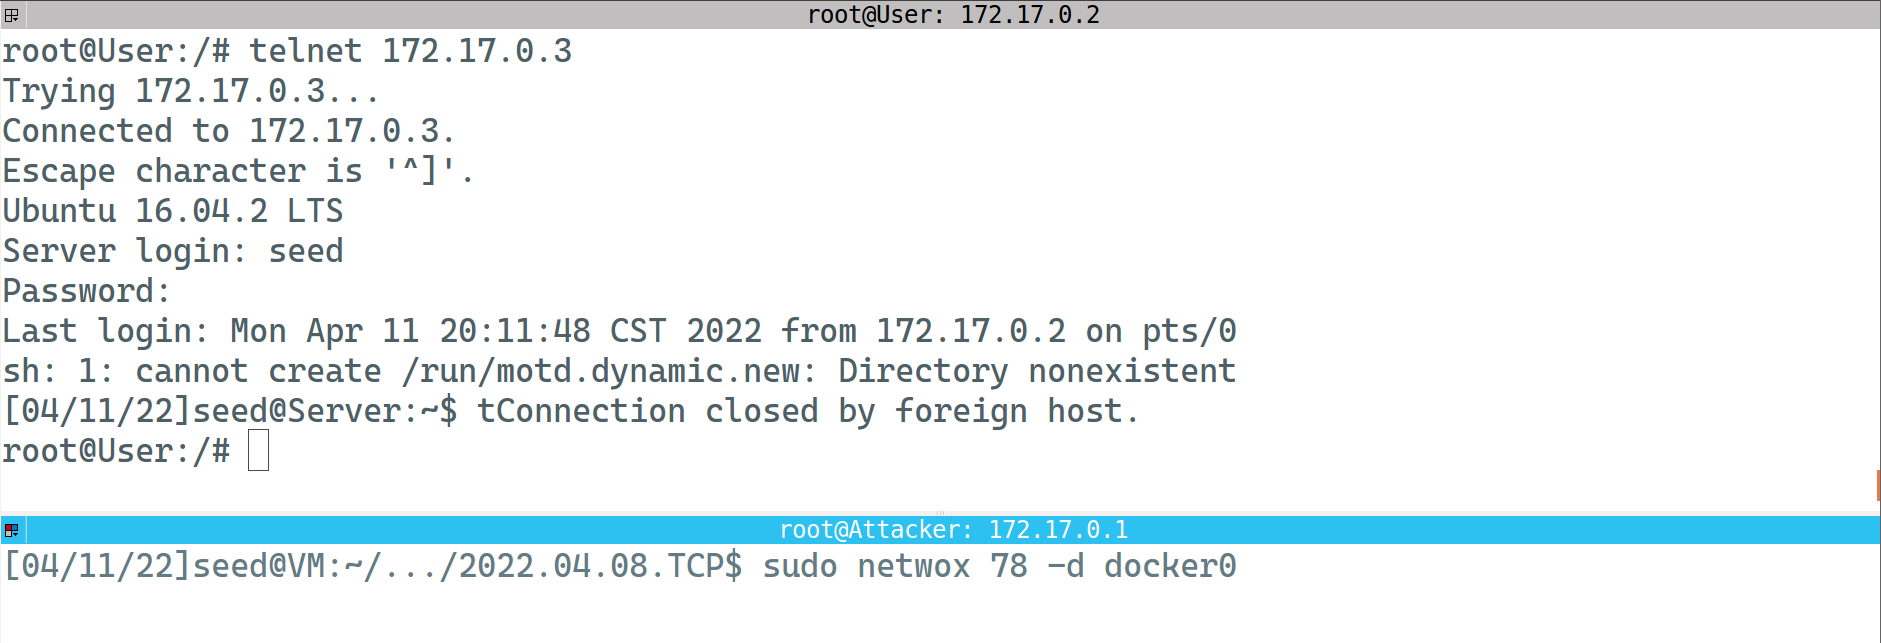 root@User: 172.17.0.2
root@User:/# telnet 172.17.0.3
Trying 172.17.0.3...
Connected to 172.17.0.3.
Escape character is '^]'.
Ubuntu 16.04.2 LTS
Server login: seed
Password:
Last login: Mon Apr 11 20:11:48 CST 2022 from 172.17.0.2 on pts/0
sh: 1: cannot create /run/motd.dynamic.new: Directory nonexistent
[04/11/22]seed@Server:~$ tConnection closed by foreign host.
root@User:/#
root@Attacker: 172.17.0.1
[04/11/22]seed@VM:~/.../2022.04.08.TCP$ sudo netwox 78 -d docker0